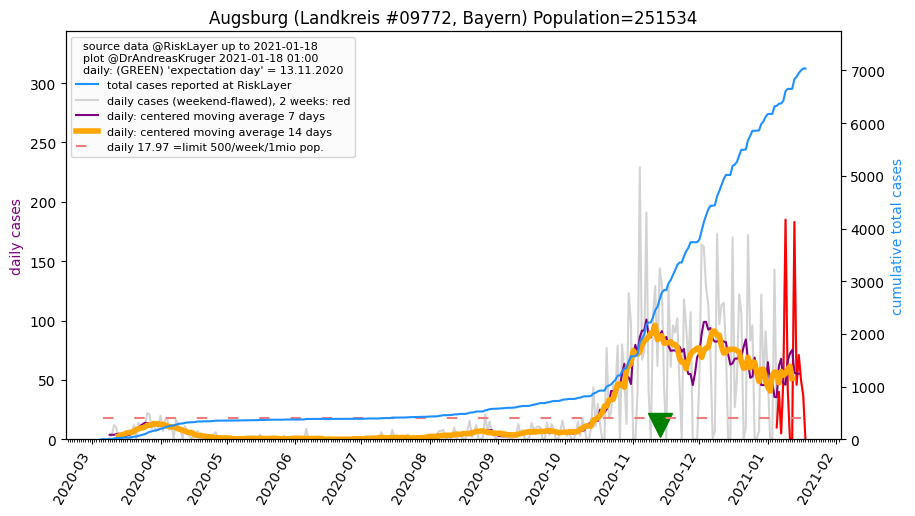 Augsburg (Landkreis #09772, Bayern) Population=251534
source data @RiskLayer up to 2021-01-18
plot @DrAndreasKruger 2021-01-18 01:00
daily: (GREEN) 'expectation day' = 13.11.2020
total cases reported at RiskLayer
daily cases (weekend-flawed), 2 weeks: red
daily: centered moving average 7 days
daily: centered moving average 14 days
daily 17.97 =limit 500/week/1mio pop.
daily cases
300
250
200
150
100
50
0
7000
6000
5000
4000
3000
2000
1000
0
cumulative total cases
2020-03
2020-04
2020-05
2020-06
2020-07
2020-08
2020-09
2020-10
2020-11
2020-12
2021-01
2021-02